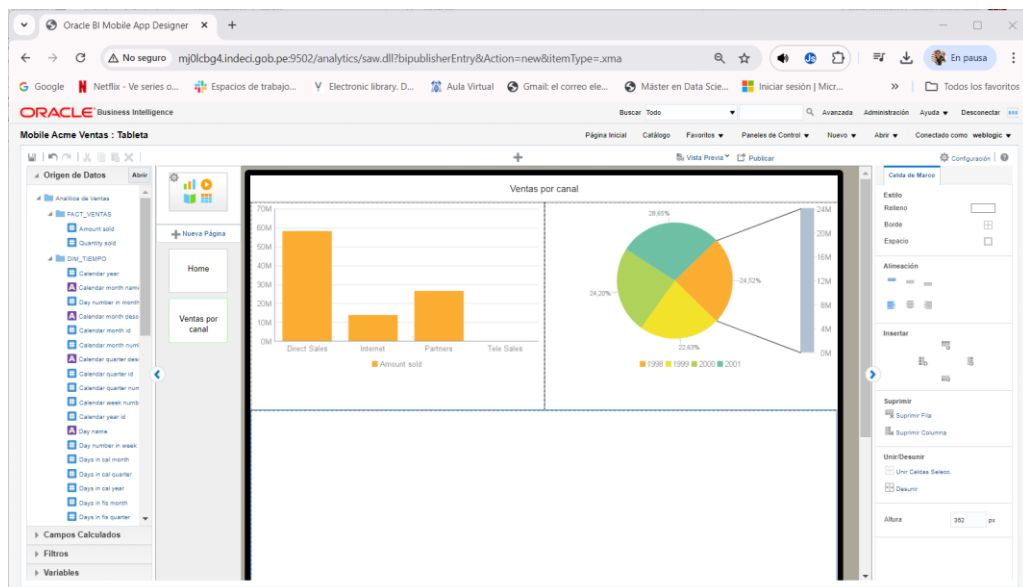 Oracle BI Mobile App Designer
No seguro
mj0lcbg4.indeci.gob.pe:9502/analytics/saw.dll?bipublisherEntry&Action=new&itemType=.xma
En pausa
Google
Netflix - Ve series o...
Espacios de trabajo...
Electronic library. D...
Aula Virtual
Gmail: el correo ele...
Máster en Data Scie...
Iniciar sesión | Micr...
Todos los favoritos
ORACLE Business Intelligence
Buscar Todo
Avanzada
Administración
Ayuda
Desconectar
Mobile Acme Ventas : Tableta
Página Inicial
Catálogo
Favoritos
Paneles de Control
Nuevo
Abrir
Conectado como weblogic
Vista Previa
Publicar
Configuración
Origen de Datos
Abrir
Analítica de Ventas
FACT_VENTAS
Amount sold
Quantity sold
DIM_TIEMPO
Calendar year
Calendar month name
Day number in month
Calendar month desc
Calendar month id
Calendar month numb
Calendar quarter desc
Calendar quarter id
Calendar quarter num
Calendar week numb
Calendar year id
Day name
Day number in week
Days in cal month
Days in cal quarter
Days in cal year
Days in fis month
Days in fis quarter
Campos Calculados
Filtros
Variables
Nueva Página
Home
Ventas por
canal
Ventas por canal
70M
60M
50M
40M
30M
20M
10M
0M
Direct Sales
Internet
Partners
Tele Sales
Amount sold
28,65%
24,52%
22,63%
24,20%
24M
20M
16M
12M
8M
4M
0M
1998
1999
2000
2001
Celda de Marco
Estilo
Relleno
Borde
Espacio
Alineación
Insertar
Suprimir
Suprimir Fila
Suprimir Columna
Unir/Desunir
Unir Celdas Selecc.
Desunir
Altura
352
px